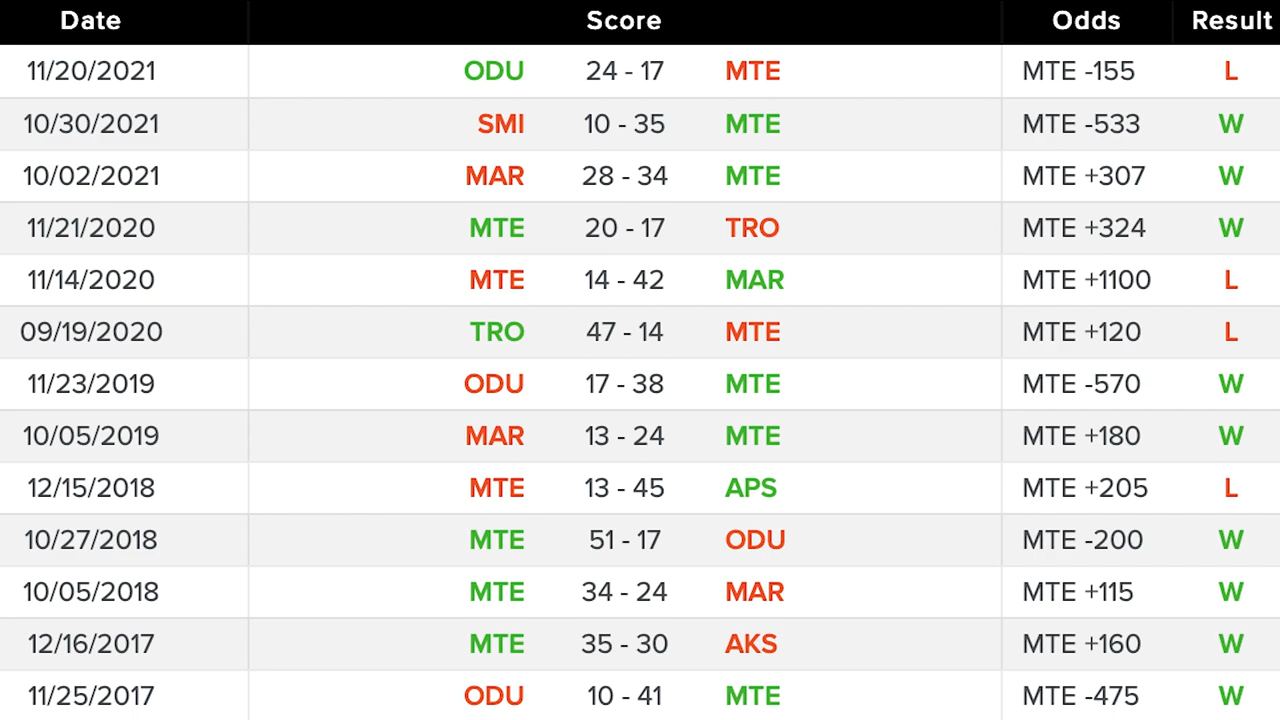 Date Score Odds Result
11/20/2021 ODU 24 - 17 MTE MTE -155 L
10/30/2021 SMI 10 - 35 MTE MTE -533 W
10/02/2021 MAR 28 - 34 MTE MTE +307 W
11/21/2020 MTE 20 - 17 TRO MTE +324 W
11/14/2020 MTE 14 - 42 MAR MTE +1100 L
09/19/2020 TRO 47 - 14 MTE MTE +120 L
11/23/2019 ODU 17 - 38 MTE MTE -570 W
10/05/2019 MAR 13 - 24 MTE MTE +180 W
12/15/2018 MTE 13 - 45 APS MTE +205 L
10/27/2018 MTE 51 - 17 ODU MTE -200 W
10/05/2018 MTE 34 - 24 MAR MTE +115 W
12/16/2017 MTE 35 - 30 AKS MTE +160 W
11/25/2017 ODU 10 - 41 MTE MTE -475 W